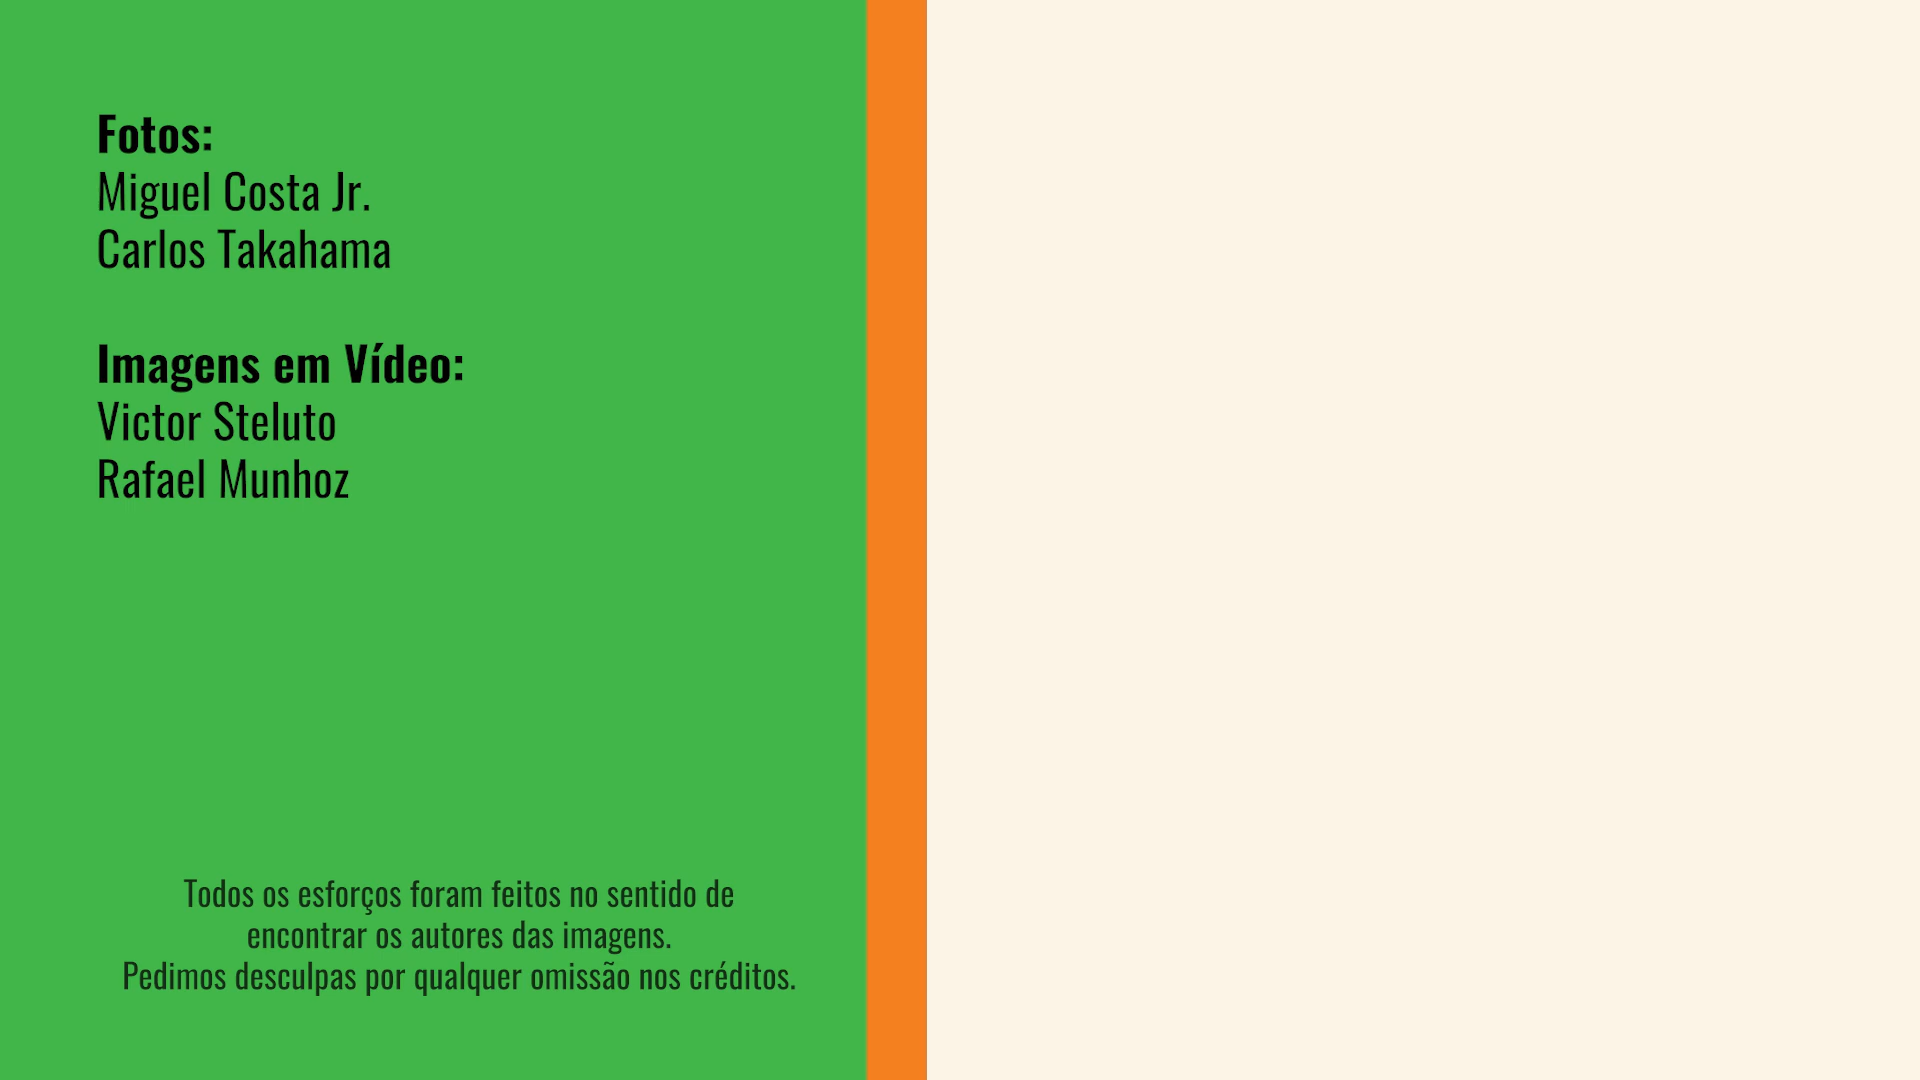 Fotos:
Miguel Costa Jr.
Carlos Takahama
Imagens em Vídeo:
Victor Steluto
Rafael Munhoz
Todos os esforços foram feitos no sentido de
encontrar os autores das imagens.
Pedimos desculpas por qualquer omissão nos créditos.